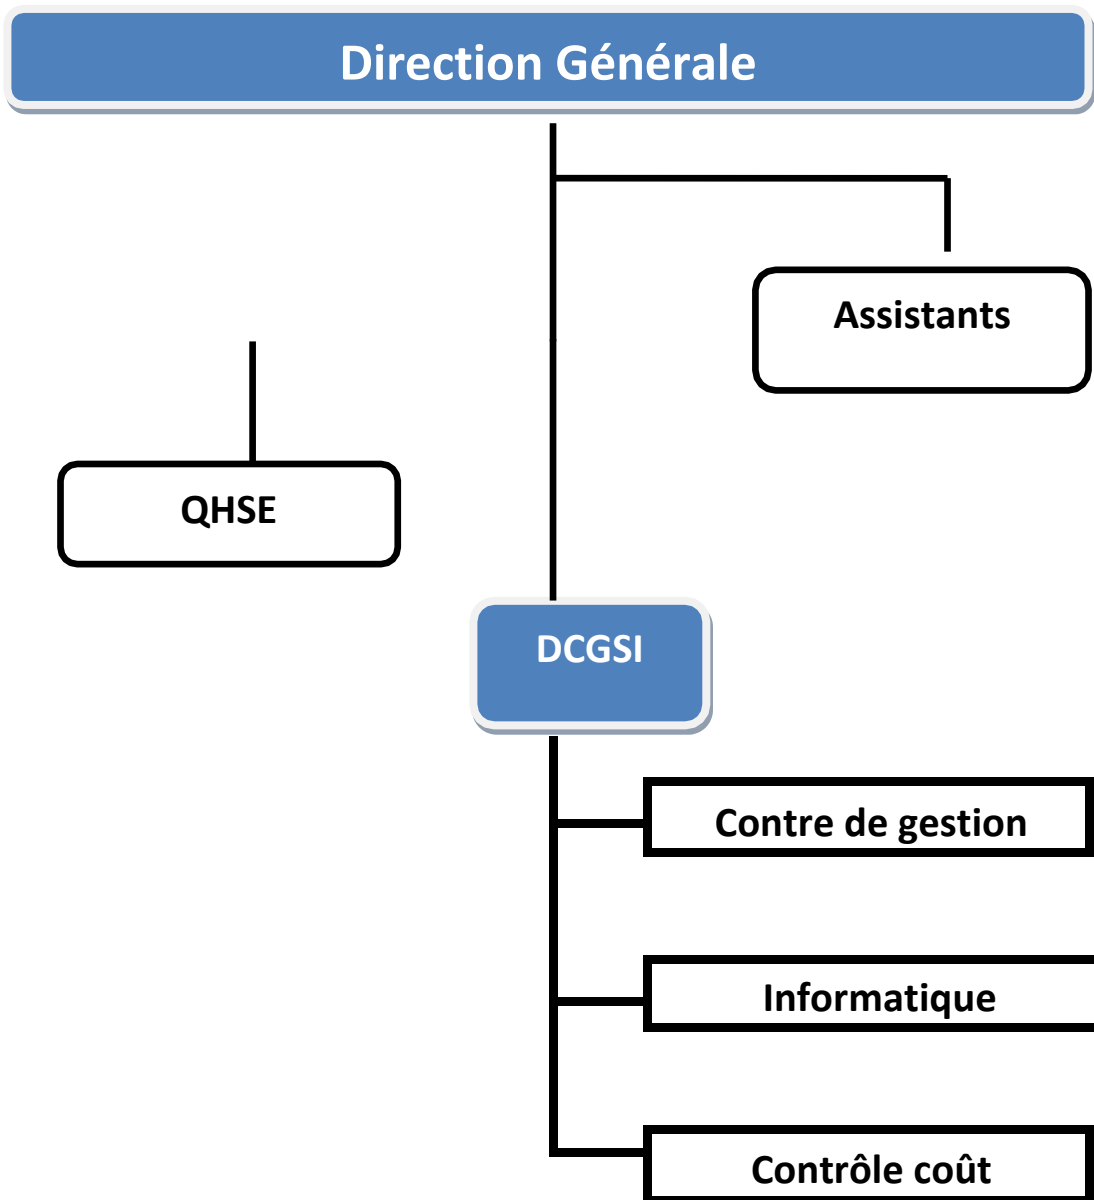 Direction Générale
Assistants
QHSE
DCGSI
Contre de gestion
Informatique
Contrôle coût